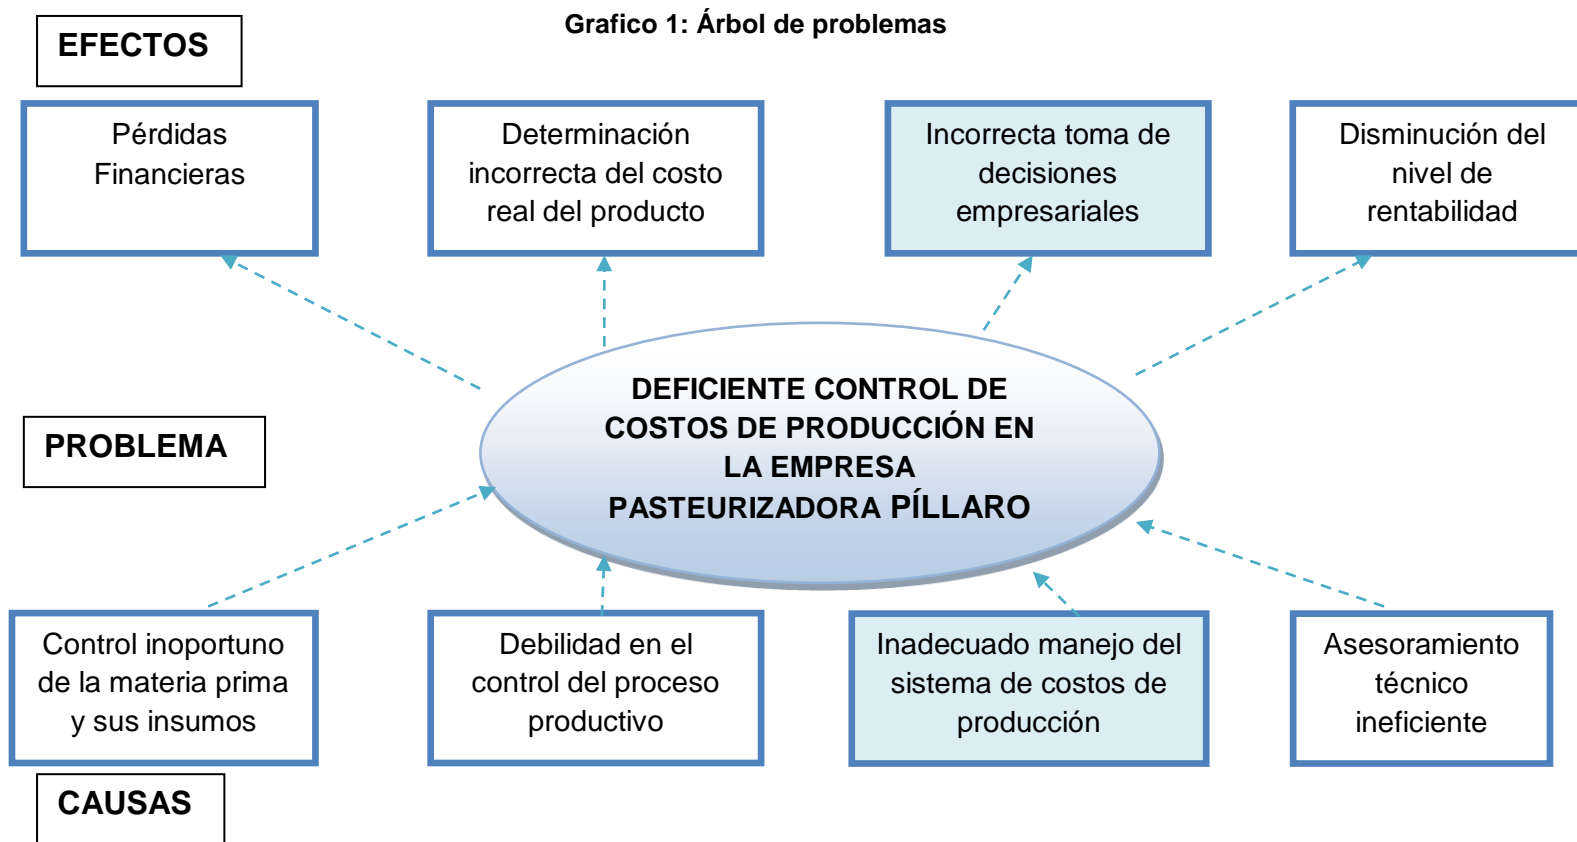 Grafico 1: Árbol de problemas
EFECTOS
Pérdidas
Financieras
Determinación
incorrecta del costo
real del producto
Incorrecta toma de
decisiones
empresariales
Disminución del
nivel de
rentabilidad
PROBLEMA
DEFICIENTE CONTROL DE
COSTOS DE PRODUCCIÓN EN
LA EMPRESA
PASTEURIZADORA PÍLLARO
Control inoportuno
de la materia prima
y sus insumos
Debilidad en el
control del proceso
productivo
Inadecuado manejo del
sistema de costos de
producción
Asesoramiento
técnico
ineficiente
CAUSAS